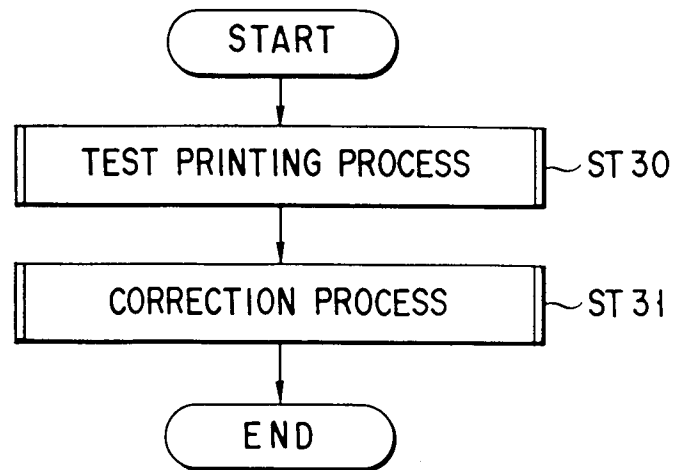 START
TEST PRINTING PROCESS
ST30
CORRECTION PROCESS
ST31
END